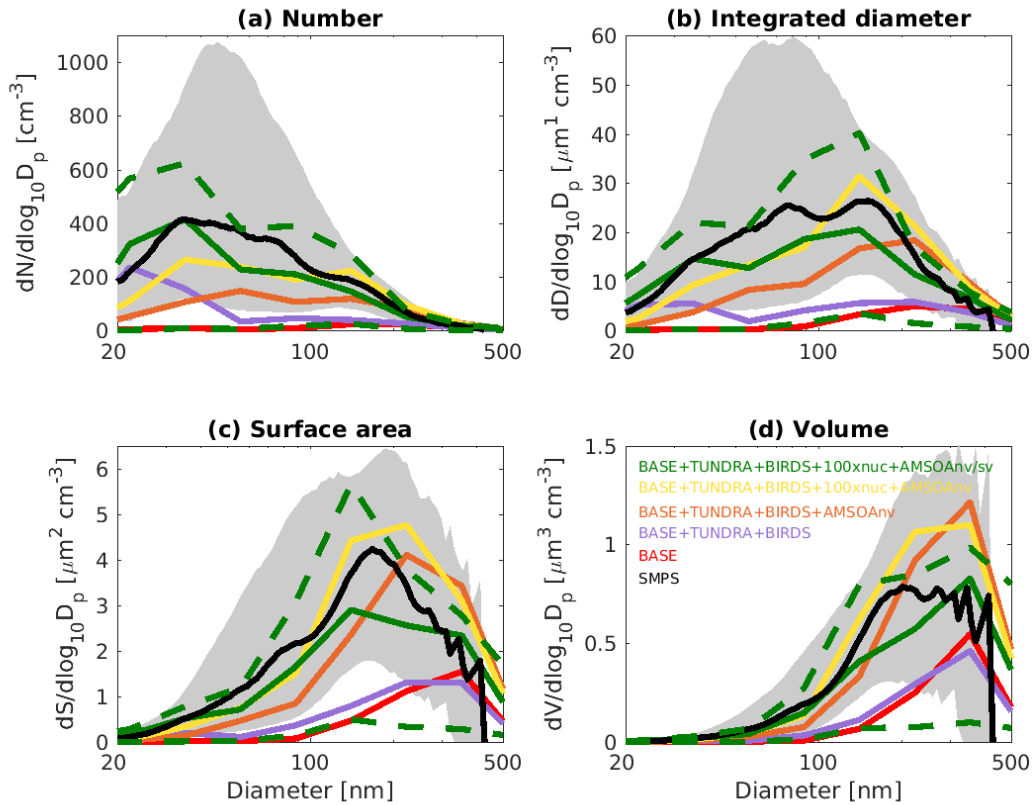 (a) Number
(b) Integrated diameter
dN/dlog10Dp [cm-3]
1000
800
600
400
200
0
20
100
500
dD/dlog10Dp [μm1 cm-3]
60
50
40
30
20
10
0
20
100
500
(c) Surface area
(d) Volume
dS/dlog10Dp [μm2 cm-3]
6
5
4
3
2
1
0
20
100
500
Diameter [nm]
dV/dlog10Dp [μm3 cm-3]
1.5
1
0.5
0
BASE+TUNDRA+BIRDS+100xnuc+AMSOAnv/sv
BASE+TUNDRA+BIRDS+100xnuc+AMSOAnv
BASE+TUNDRA+BIRDS+AMSOAnv
BASE+TUNDRA+BIRDS
BASE
SMPS
20
100
500
Diameter [nm]